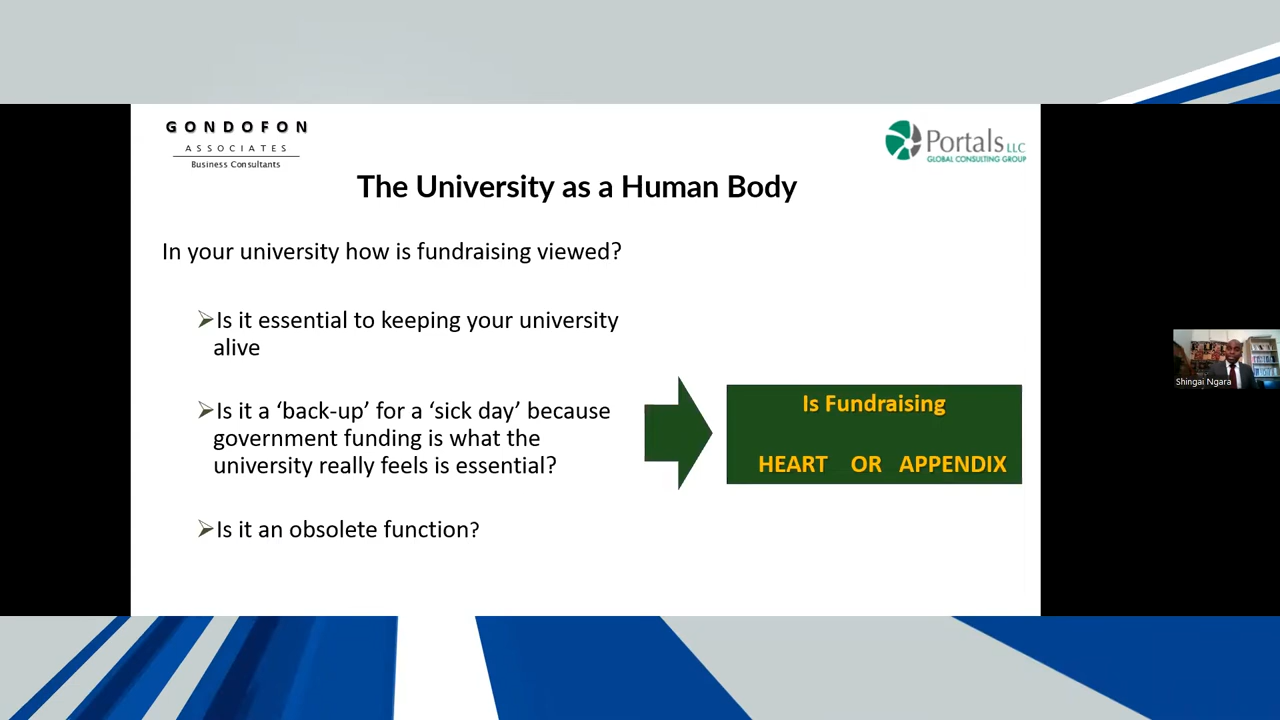 GONDOFON
ASSOCIATES
Business Consultants
Portals LLC
GLOBAL CONSULTING GROUP
The University as a Human Body
In your university how is fundraising viewed?
Is it essential to keeping your university
alive
Is it a ‘back-up’ for a ‘sick day’ because
government funding is what the
university really feels is essential?
Is it an obsolete function?
Is Fundraising
HEART OR APPENDIX
Shingai Ngara